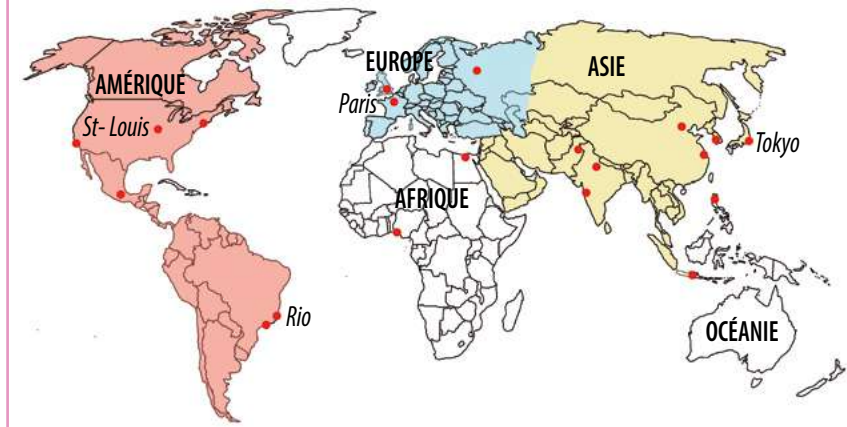 EUROPE
ASIE
AMÉRIQUE
Paris
St- Louis
Tokyo
AFRIQUE
Rio
OCÉANIE